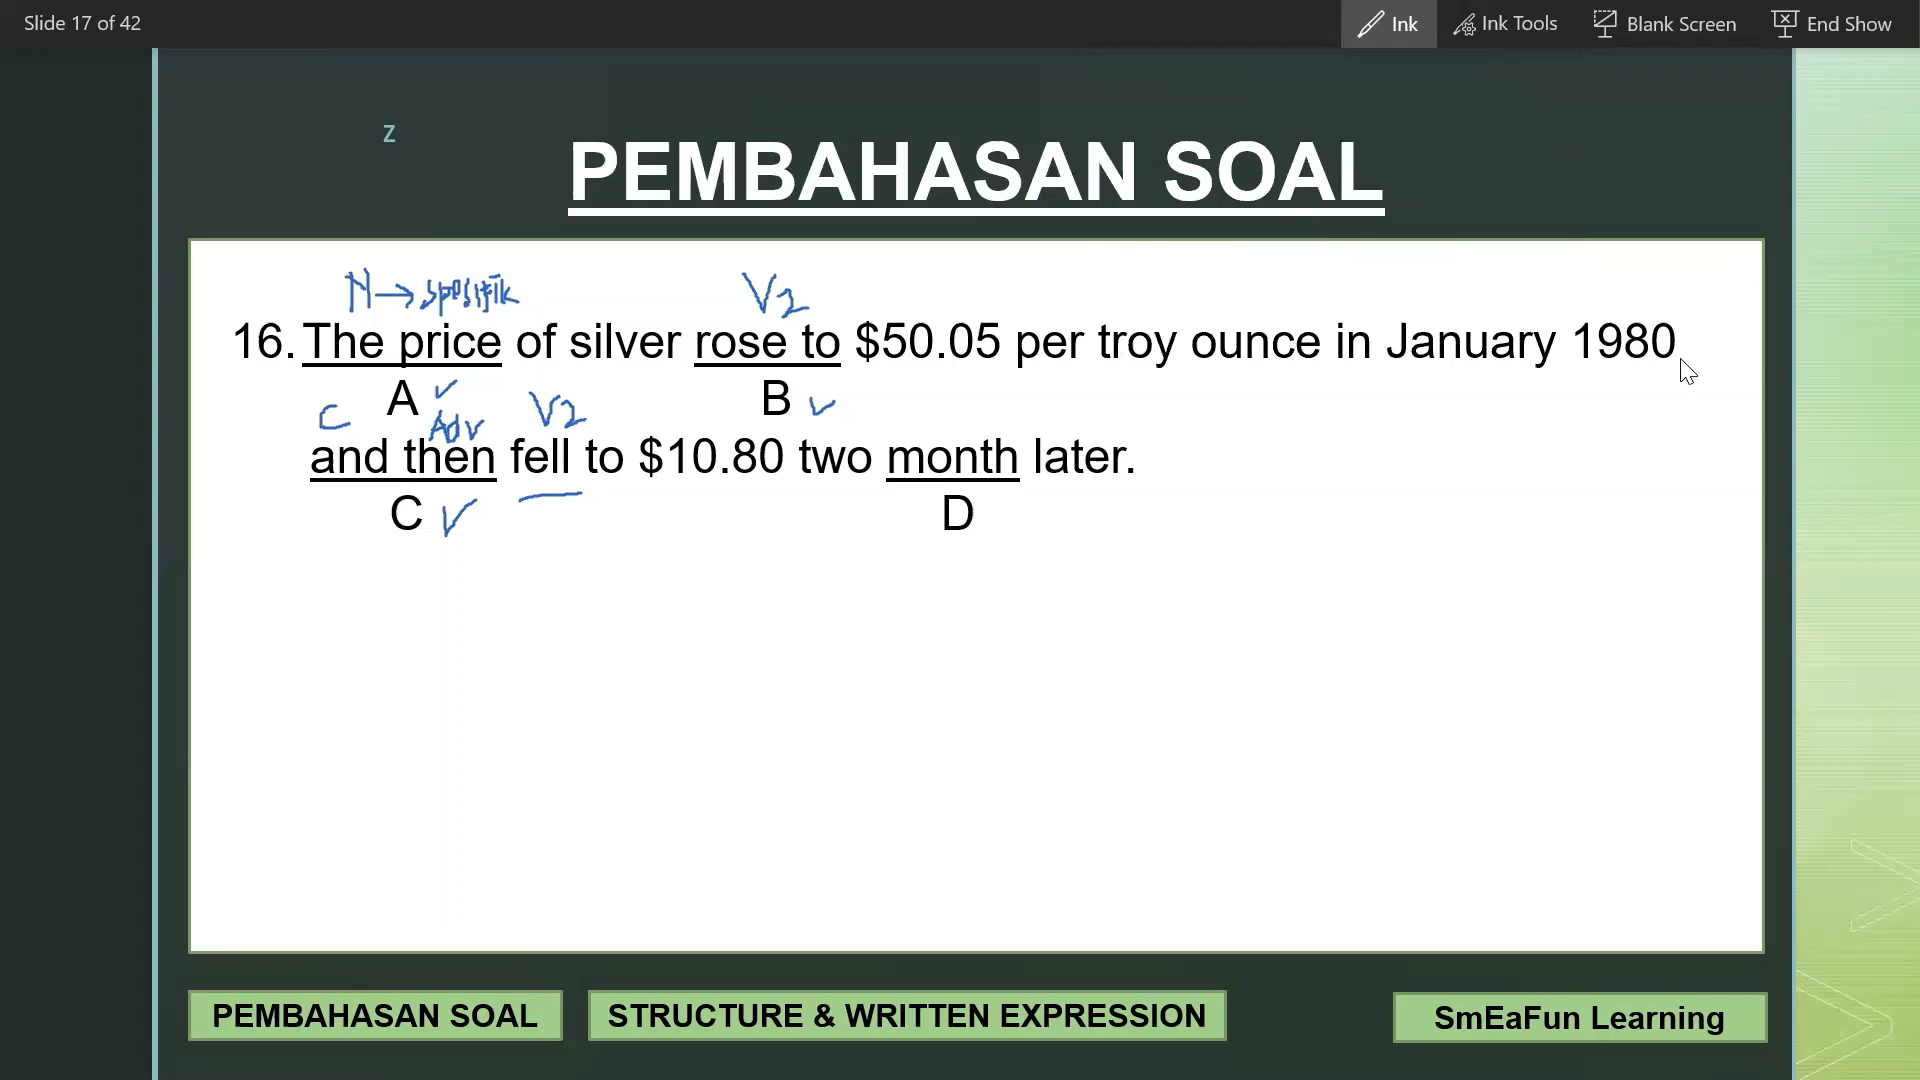 Slide 17 of 42
Ink
Ink Tools
Blank Screen
End Show
z
PEMBAHASAN SOAL
N → spesifik
V2
16. The price of silver rose to $50.05 per troy ounce in January 1980
A ✓ B ✓
C Adv V2
and then fell to $10.80 two month later.
C ✓ D
PEMBAHASAN SOAL
STRUCTURE & WRITTEN EXPRESSION
SmEaFun Learning